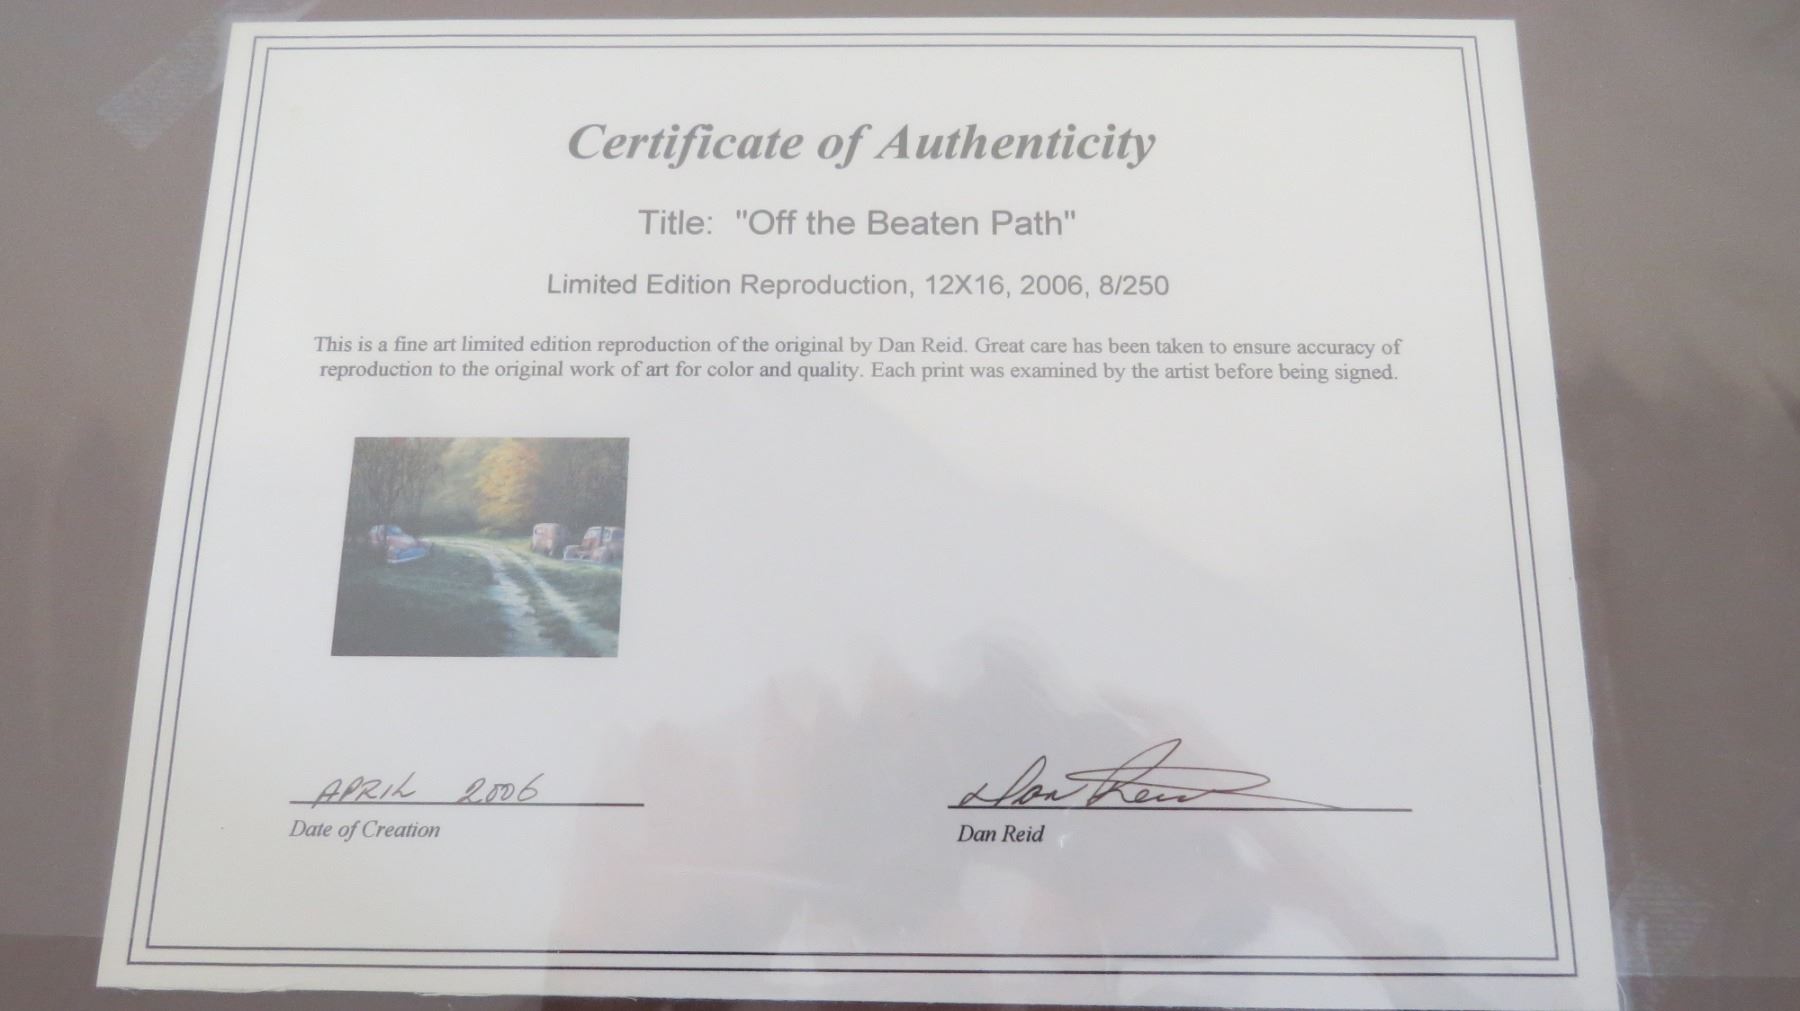 Certificate of Authenticity
Title: "Off the Beaten Path"
Limited Edition Reproduction, 12X16, 2006, 8/250
This is a fine art limited edition reproduction of the original by Dan Reid. Great care has been taken to ensure accuracy of
reproduction to the original work of art for color and quality. Each print was examined by the artist before being signed.
APRIL 2006
Dan Reid
Date of Creation
Dan Reid